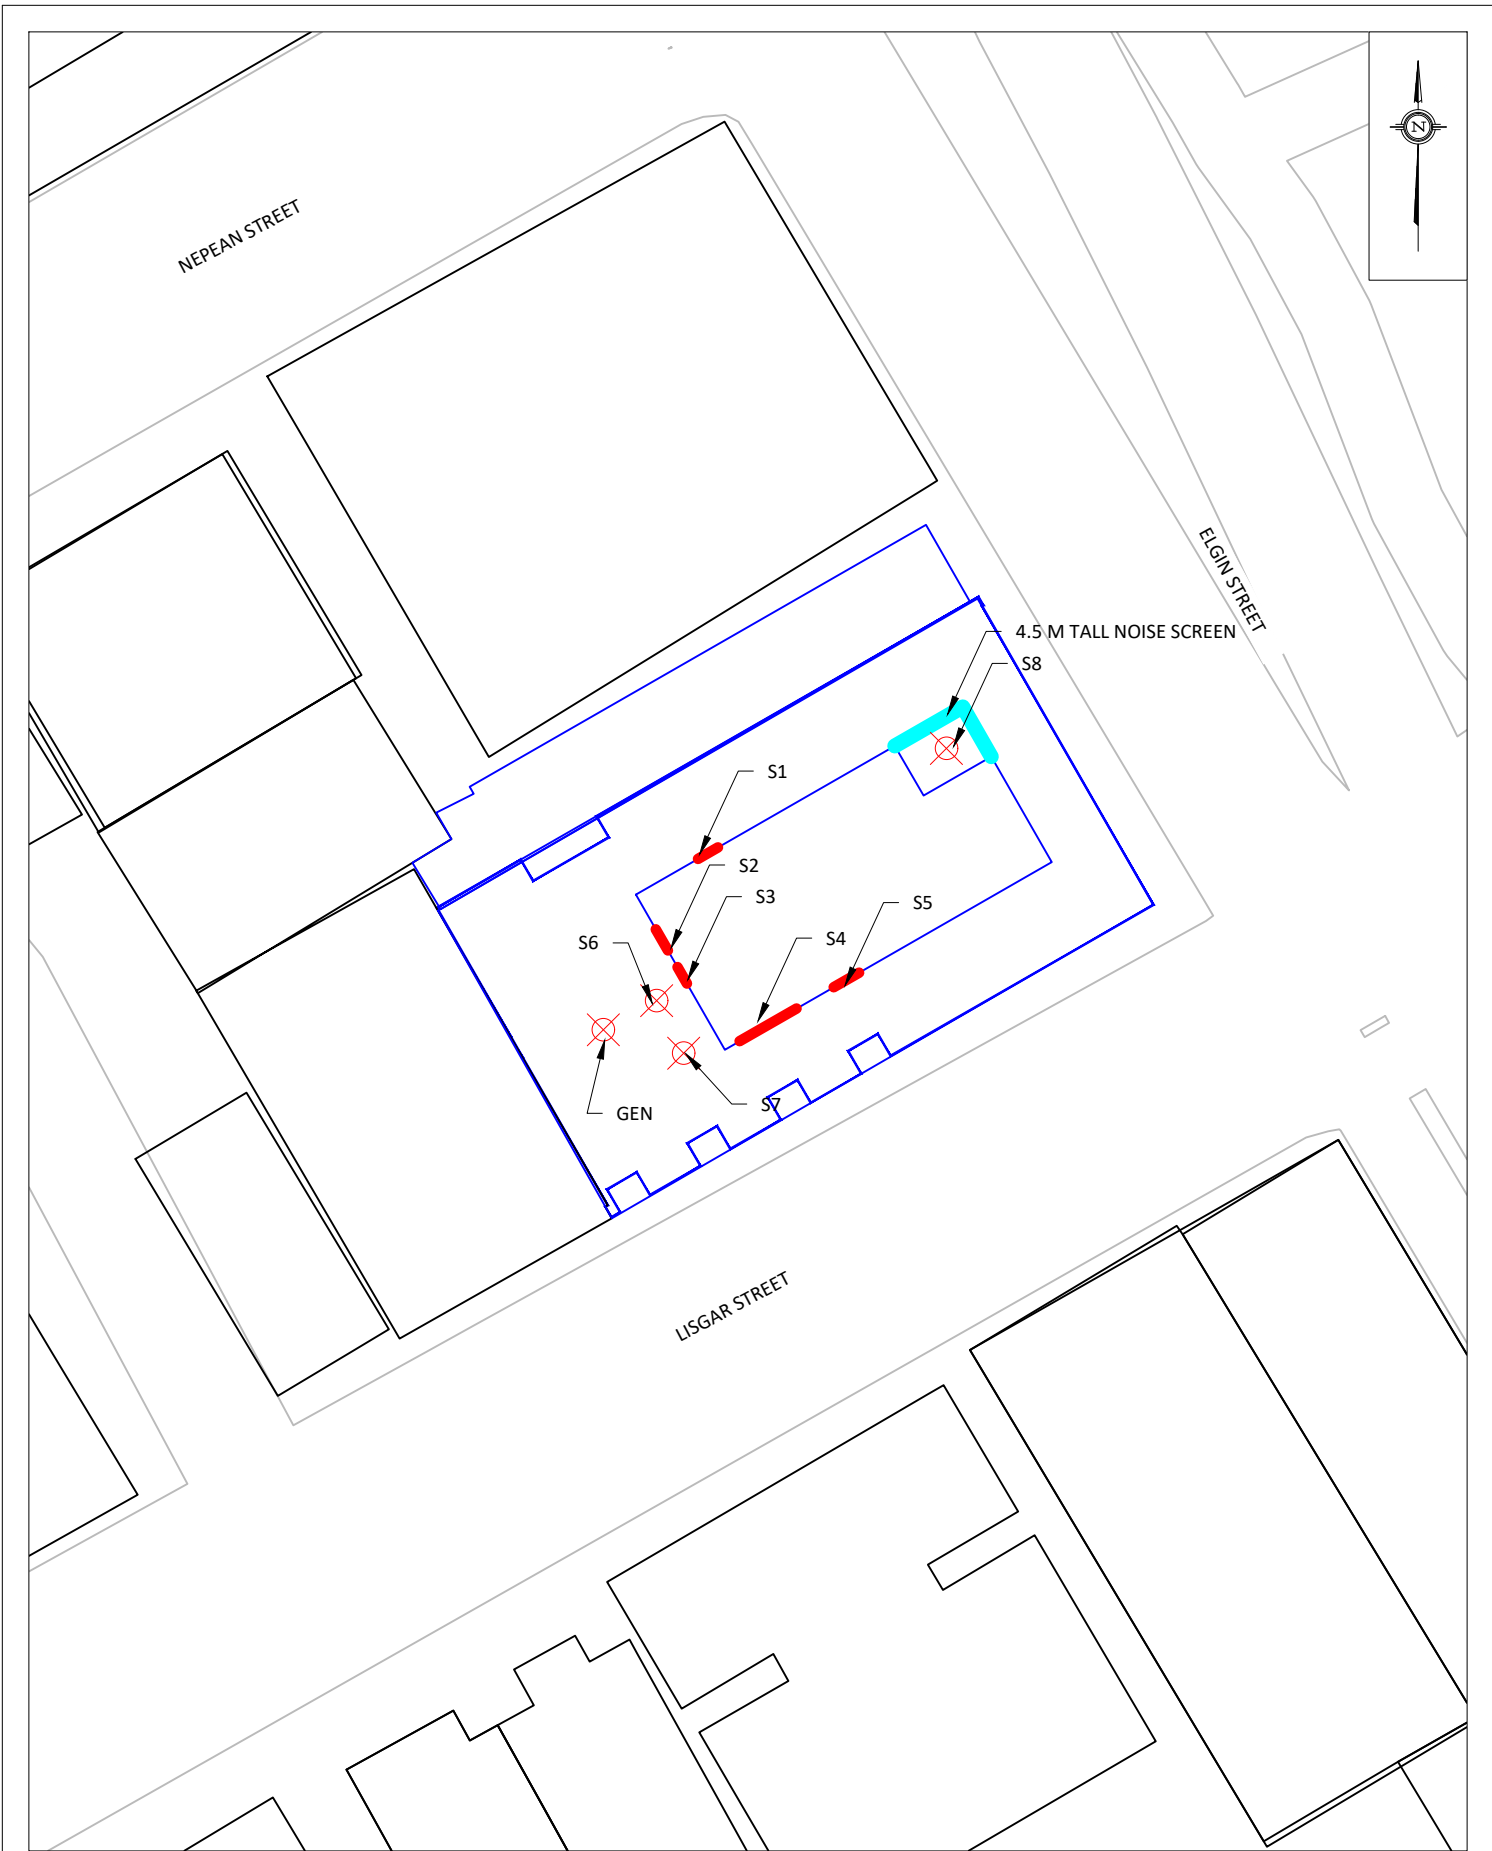 N
NEPEAN STREET
ELGIN STREET
4.5 M TALL NOISE SCREEN
S8
S1
S2
S3
S5
S4
S6
GEN
S7
LISGAR STREET